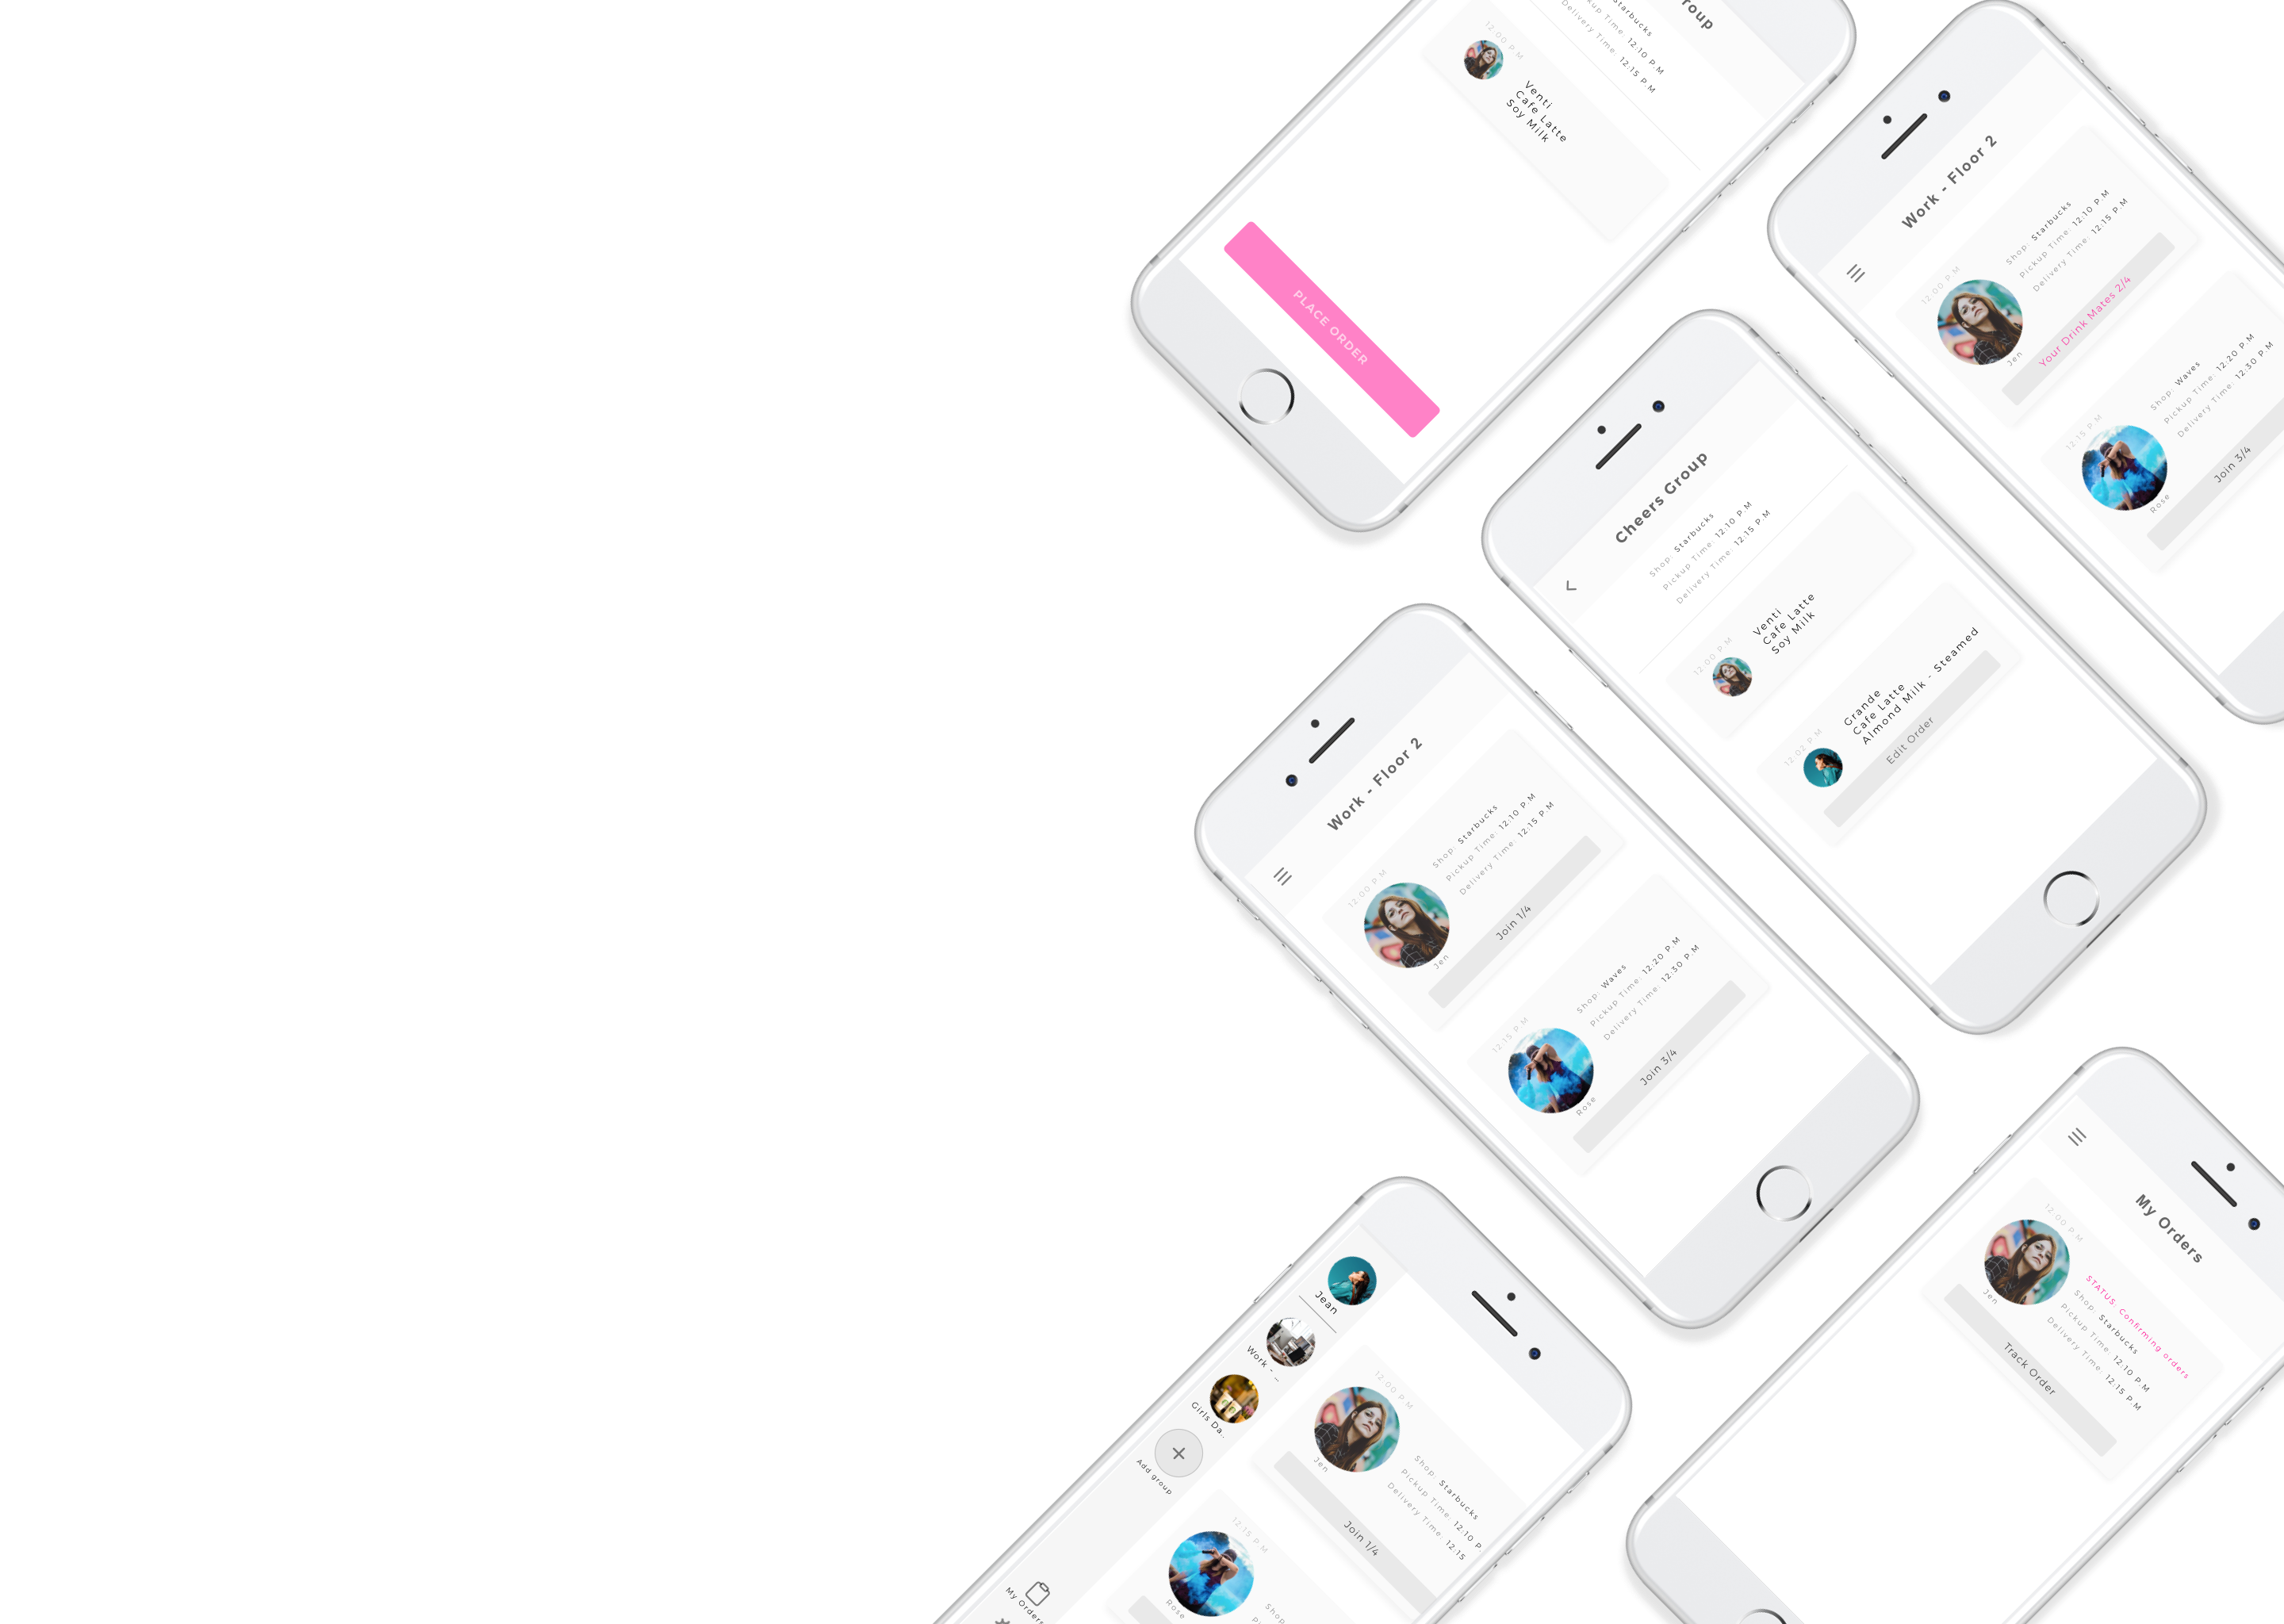 roup
Starbucks
Pickup Time: 12:10 P.M
Delivery Time: 12:15 P.M
12:00 P.M
Venti
Cafe Latte
Soy Milk
PLACE ORDER
Work - Floor 2
12:00 P.M
Shop: Starbucks
Pickup Time: 12:10 P.M
Delivery Time: 12:15 P.M
Jen
Your Drink Mates 2/4
12:15 P.M
Shop: Waves
Pickup Time: 12:20 P.M
Delivery Time: 12:30 P.M
Rose
Join 3/4
Cheers Group
Shop: Starbucks
Pickup Time: 12:10 P.M
Delivery Time: 12:15 P.M
12:00 P.M
Venti
Cafe Latte
Soy Milk
12:02 P.M
Grande
Cafe Latte
Almond Milk - Steamed
Edit Order
Work - Floor 2
12:00 P.M
Shop: Starbucks
Pickup Time: 12:10 P.M
Delivery Time: 12:15 P.M
Jen
Join 1/4
12:15 P.M
Shop: Waves
Pickup Time: 12:20 P.M
Delivery Time: 12:30 P.M
Rose
Join 3/4
Jean
Work - ...
Girls Da..
Add group
My Orders
12:00 P.M
Shop: Starbucks
Pickup Time: 12:10 P
Delivery Time: 12:15
Jen
Join 1/4
12:15 P.M
Shop:
Rose
My Orders
12:00 P.M
STATUS: Confirming orders
Shop: Starbucks
Pickup Time: 12:10 P.M
Delivery Time: 12:15 P.M
Jen
Track Order